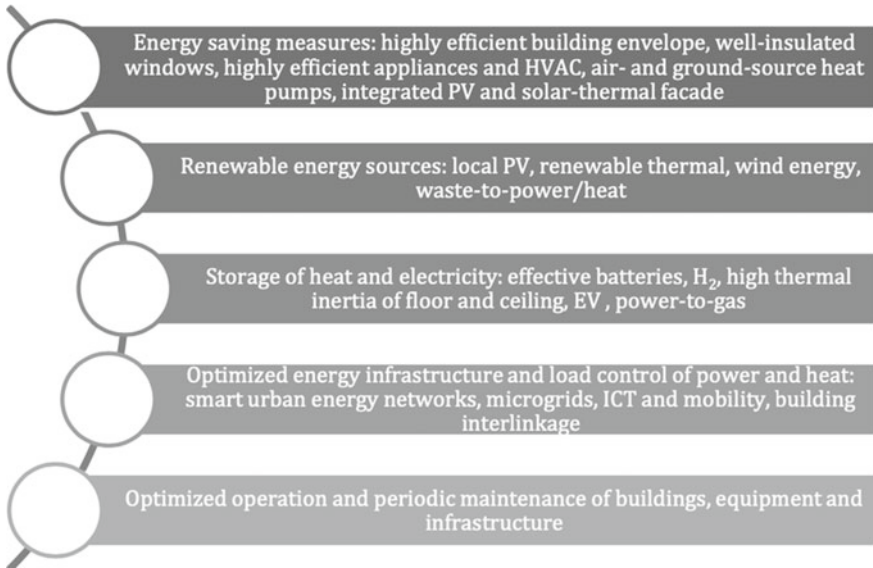 Energy saving measures: highly efficient building envelope, well-insulated
windows, highly efficient appliances and HVAC, air- and ground-source heat
pumps, integrated PV and solar-thermal facade
Renewable energy sources: local PV, renewable thermal, wind energy,
waste-to-power/heat
Storage of heat and electricity: effective batteries, H₂, high thermal
inertia of floor and ceiling, EV , power-to-gas
Optimized energy infrastructure and load control of power and heat:
smart urban energy networks, microgrids, ICT and mobility, building
interlinkage
Optimized operation and periodic maintenance of buildings, equipment and
infrastructure